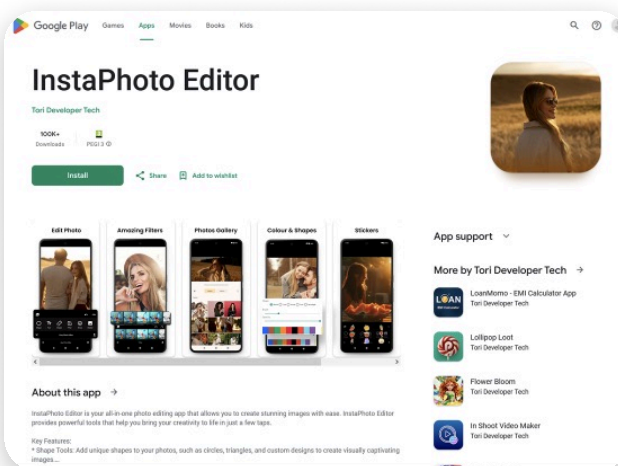 Google Play Games Apps Movies Books Kids
InstaPhoto Editor
Tori Developer Tech
100K+
Downloads
PEGI 3
Install
Share
Add to wishlist
Edit Photo
Amazing Filters
Photos Gallery
Colour & Shapes
Stickers
App support
More by Tori Developer Tech
LOAN
LoanMomo - EMI Calculator App
Tori Developer Tech
Lollipop Loot
Tori Developer Tech
Flower Bloom
Tori Developer Tech
In Shoot Video Maker
Tori Developer Tech
About this app
InstaPhoto Editor is your all-in-one photo editing app that allows you to create stunning images with ease. InstaPhoto Editor
provides powerful tools that help you bring your creativity to life in just a few taps.
Key Features:
* Shape Tools: Add unique shapes to your photos, such as circles, triangles, and custom designs to create visually captivating
images...